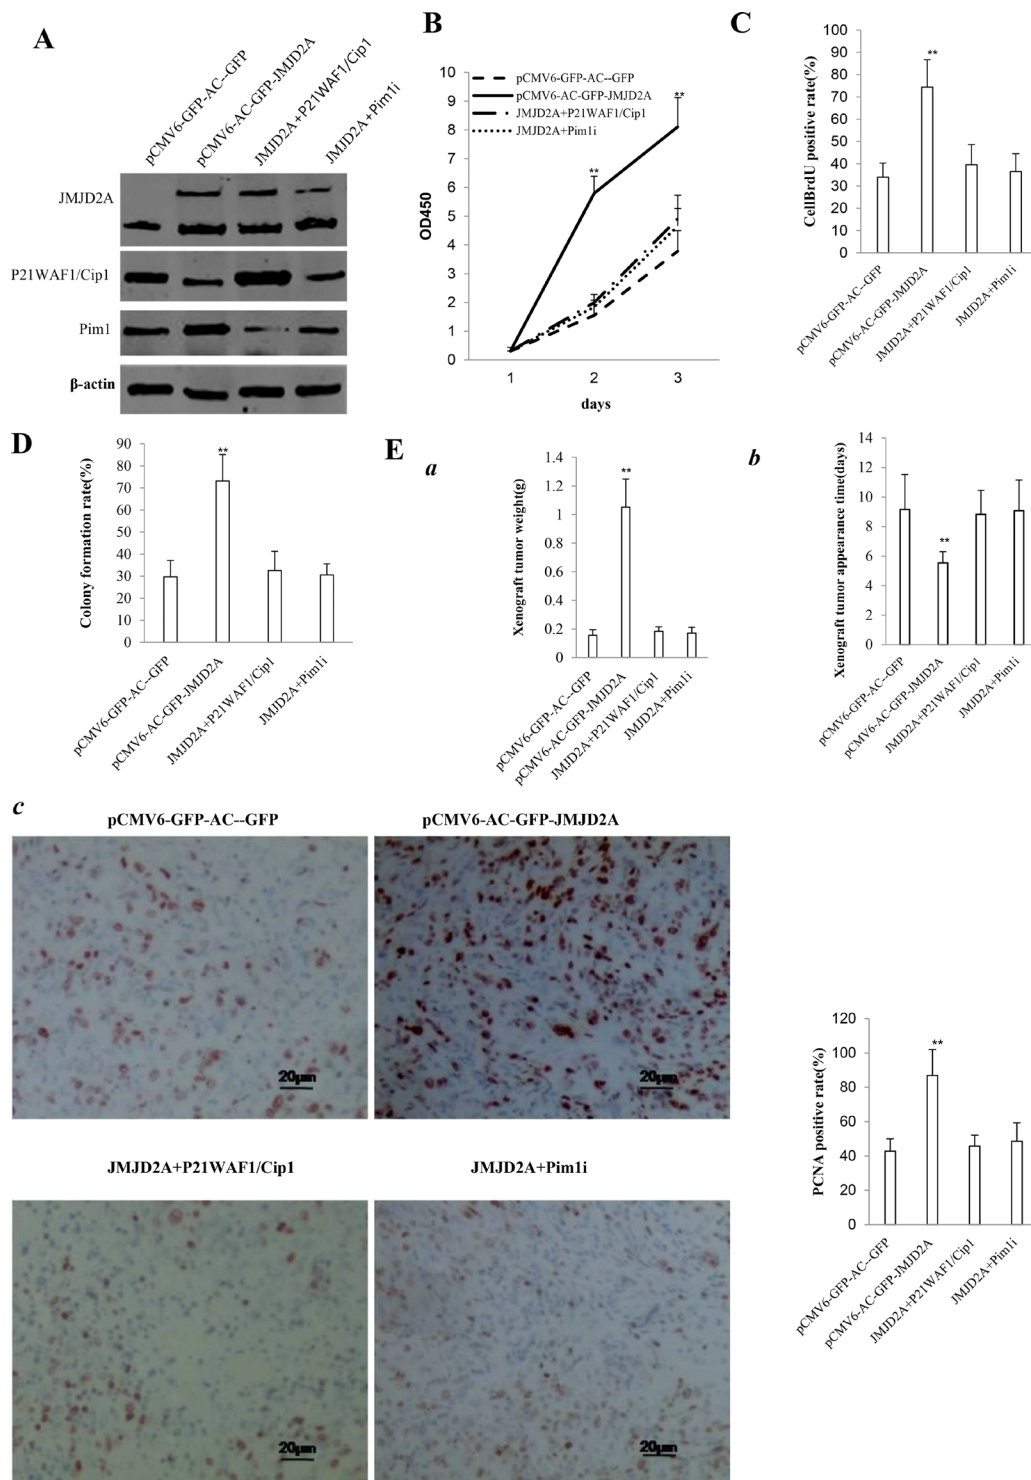 A
pCMV6-GFP-AC--GFP
pCMV6-AC-GFP-JMJD2A
JMJD2A+P21WAF1/Cip1
JMJD2A+Pim1i
JMJD2A
P21WAF1/Cip1
Pim1
β-actin
B
10
9
8
7
6
5
4
3
2
1
0
OD450
pCMV6-GFP-AC--GFP
pCMV6-AC-GFP-JMJD2A
JMJD2A+P21WAF1/Cip1
JMJD2A+Pim1i
**
**
1 2 3
days
C
100
90
80
70
60
50
40
30
20
10
0
CellBrdU positive rate(%)
**
pCMV6-GFP-AC--GFP
pCMV6-AC-GFP-JMJD2A
JMJD2A+P21WAF1/Cip1
JMJD2A+Pim1i
D
90
80
70
60
50
40
30
20
10
0
Colony formation rate(%)
**
pCMV6-GFP-AC--GFP
pCMV6-AC-GFP-JMJD2A
JMJD2A+P21WAF1/Cip1
JMJD2A+Pim1i
E
a
1.4
1.2
1
0.8
0.6
0.4
0.2
0
Xenograft tumor weight(g)
**
pCMV6-GFP-AC--GFP
pCMV6-AC-GFP-JMJD2A
JMJD2A+P21WAF1/Cip1
JMJD2A+Pim1i
b
14
12
10
8
6
4
2
0
Xenograft tumor appearance time(days)
**
pCMV6-GFP-AC--GFP
pCMV6-AC-GFP-JMJD2A
JMJD2A+P21WAF1/Cip1
JMJD2A+Pim1i
c
pCMV6-GFP-AC--GFP
pCMV6-AC-GFP-JMJD2A
20μm
20μm
JMJD2A+P21WAF1/Cip1
JMJD2A+Pim1i
20μm
20μm
120
100
80
60
40
20
0
PCNA positive rate(%)
**
pCMV6-GFP-AC--GFP
pCMV6-AC-GFP-JMJD2A
JMJD2A+P21WAF1/Cip1
JMJD2A+Pim1i